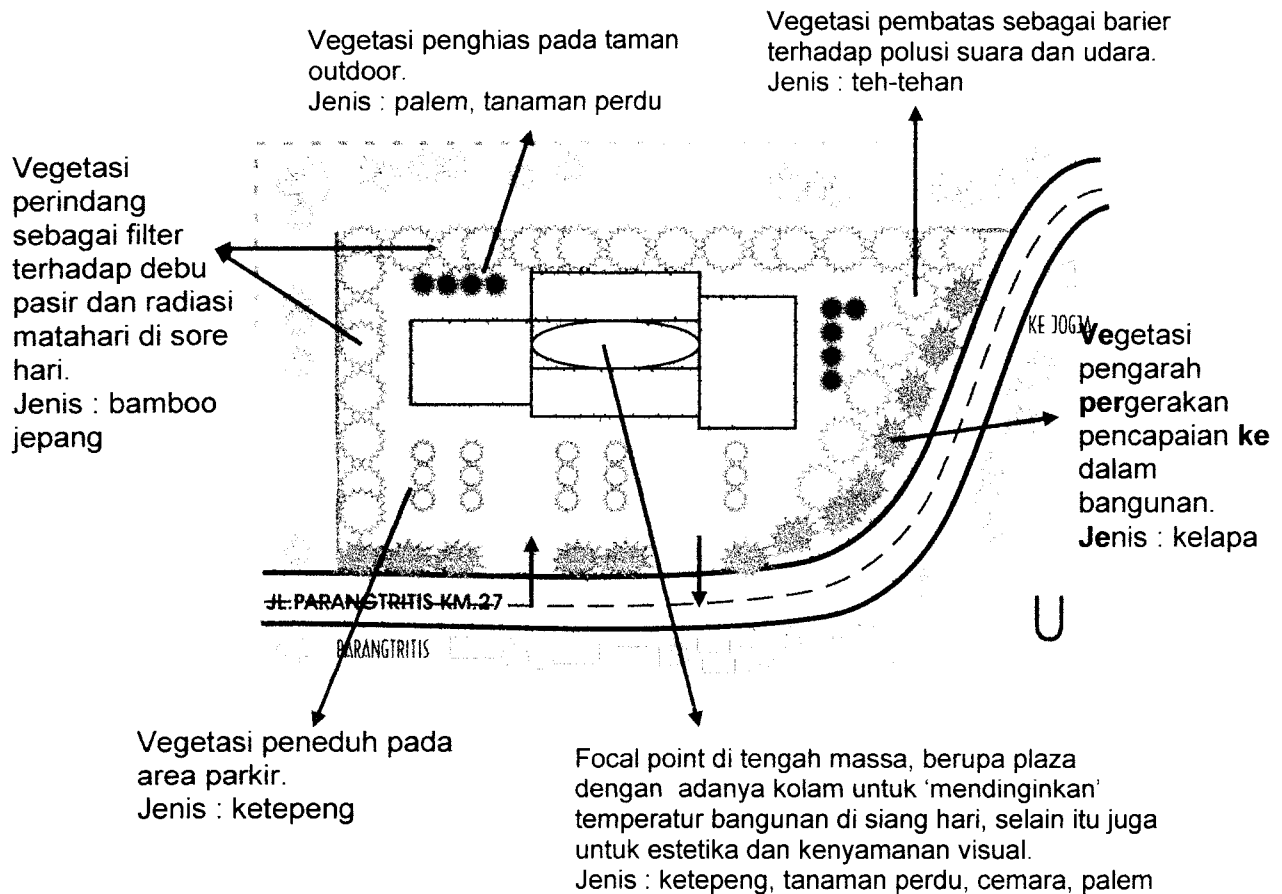 Vegetasi penghias pada taman
outdoor.
Jenis : palem, tanaman perdu
Vegetasi pembatas sebagai barier
terhadap polusi suara dan udara.
Jenis : teh-tehan
Vegetasi
perindang
sebagai filter
terhadap debu
pasir dan radiasi
matahari di sore
hari.
Jenis : bamboo
jepang
KE JOGJA
Vegetasi
pengarah
pergerakan
pencapaian ke
dalam
bangunan.
Jenis : kelapa
JL.PARANGTRITIS KM.27
PARANGTRITIS
U
Vegetasi peneduh pada
area parkir.
Jenis : ketepeng
Focal point di tengah massa, berupa plaza
dengan adanya kolam untuk ‘mendinginkan’
temperatur bangunan di siang hari, selain itu juga
untuk estetika dan kenyamanan visual.
Jenis : ketepeng, tanaman perdu, cemara, palem